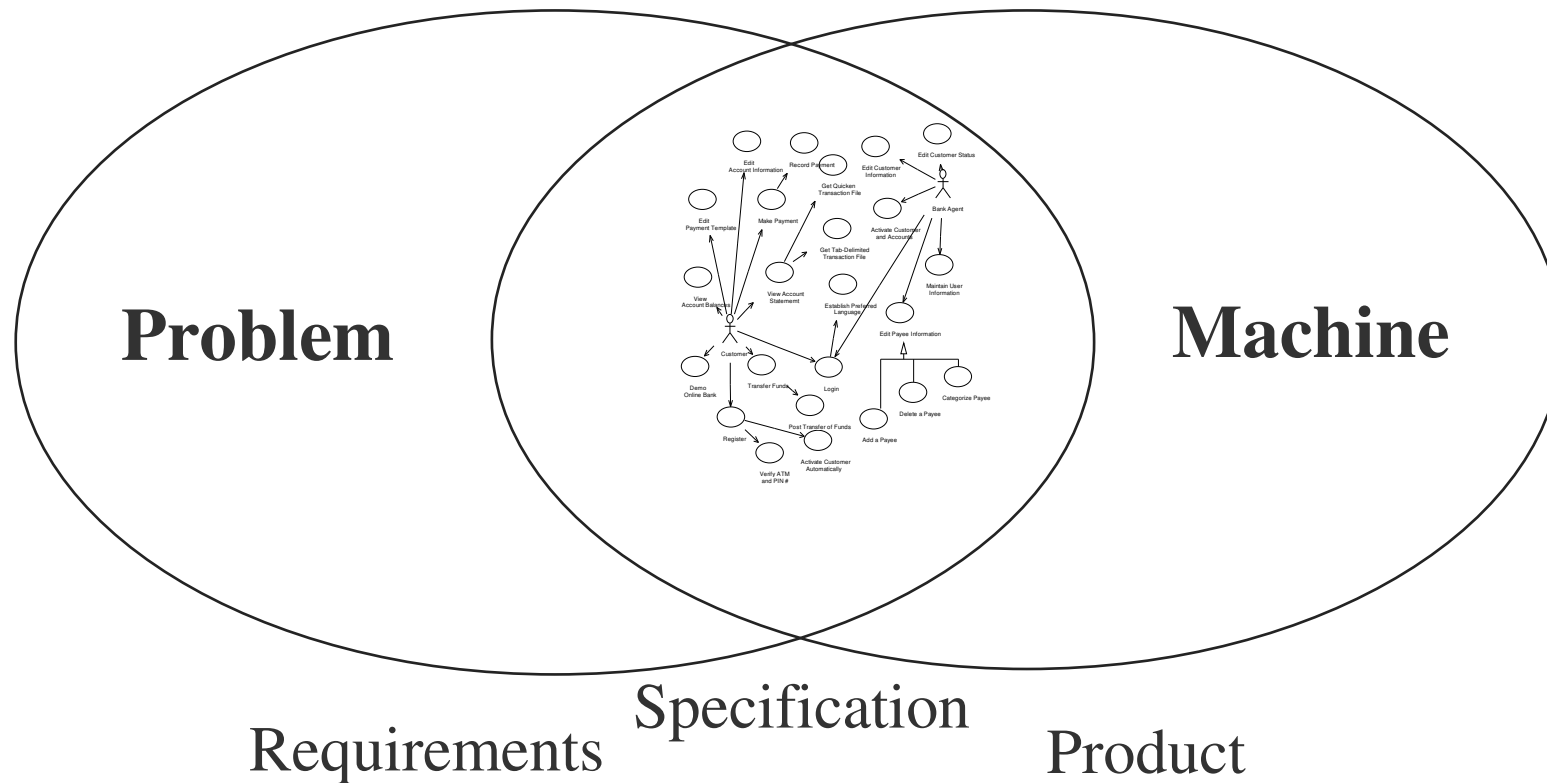 Problem
Edit
Account Information
Record Payment
Edit Customer
Information
Edit Customer Status
Get Quicken
Transaction File
Edit
Payment Template
Make Payment
Bank Agent
Activate Customer
and Accounts
Get Tab-Delimited
Transaction File
View
Account Balances
View Account
Statememt
Maintain User
Information
Establish Preferred
Language
Edit Payee Information
Customer
Demo
Online Bank
Transfer Funds
Login
Categorize Payee
Delete a Payee
Post Transfer of Funds
Add a Payee
Register
Activate Customer
Automatically
Verify ATM
and PIN #
Machine
Requirements
Specification
Product